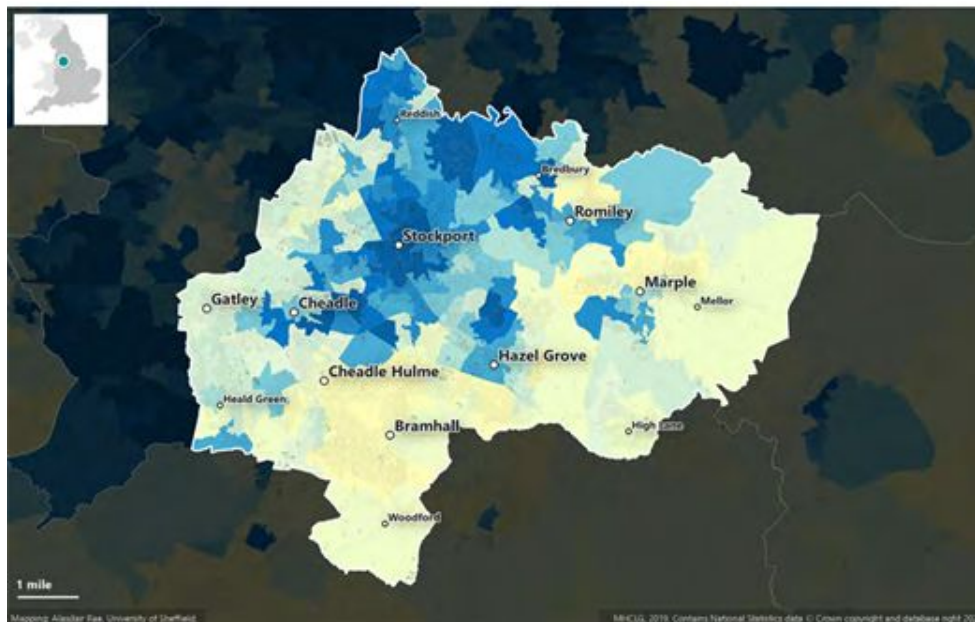 Reddish
Bredbury
Romiley
Stockport
Marple
Mellor
Gatley
Cheadle
Hazel Grove
Cheadle Hulme
Heald Green
High Lane
Bramhall
Woodford
1 mile
Mapping: Alasdair Rae, University of Sheffield
MHCLG, 2019. Contains National Statistics data © Crown copyright and database right 20